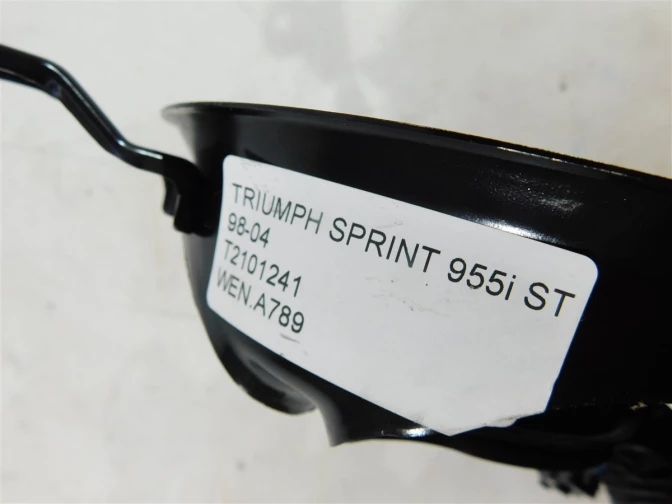 TRIUMPH SPRINT 955i ST
98-04
T2101241
WEN.A789